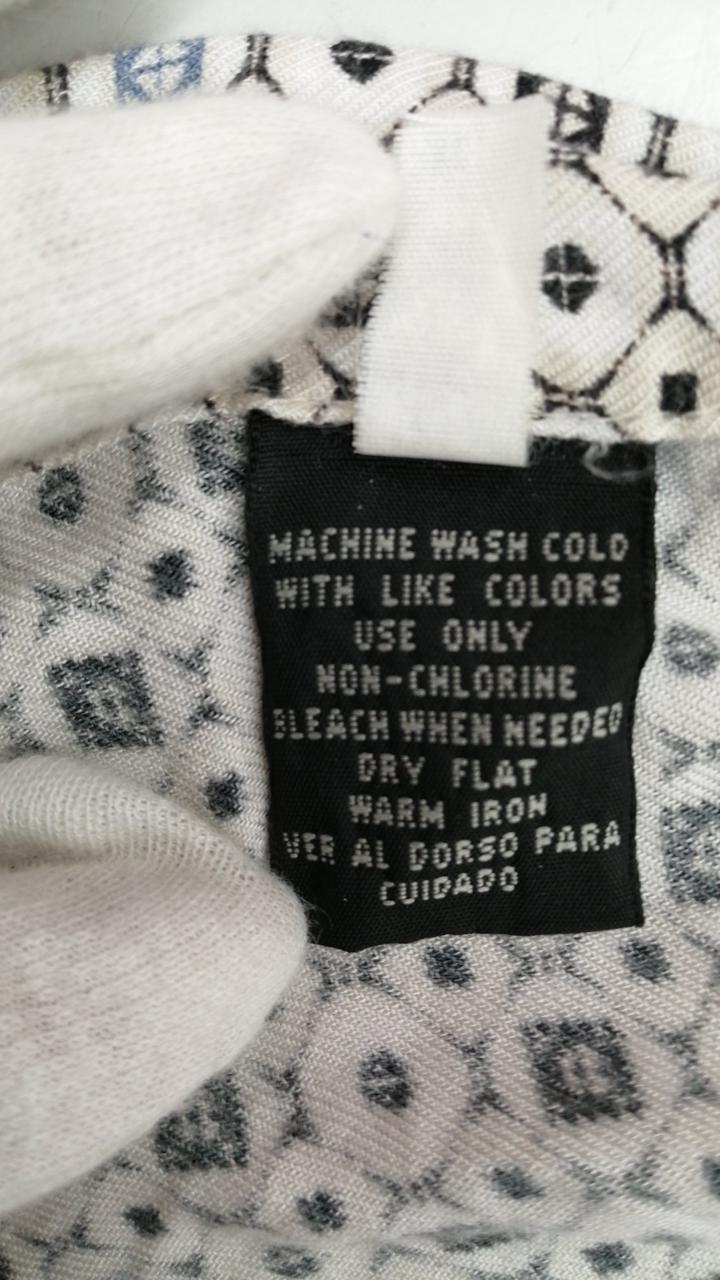 MACHINE WASH COLD
WITH LIKE COLORS
USE ONLY
NON-CHLORINE
BLEACH WHEN NEEDED
DRY FLAT
WARM IRON
VER AL DORSO PARA
CUIDADO